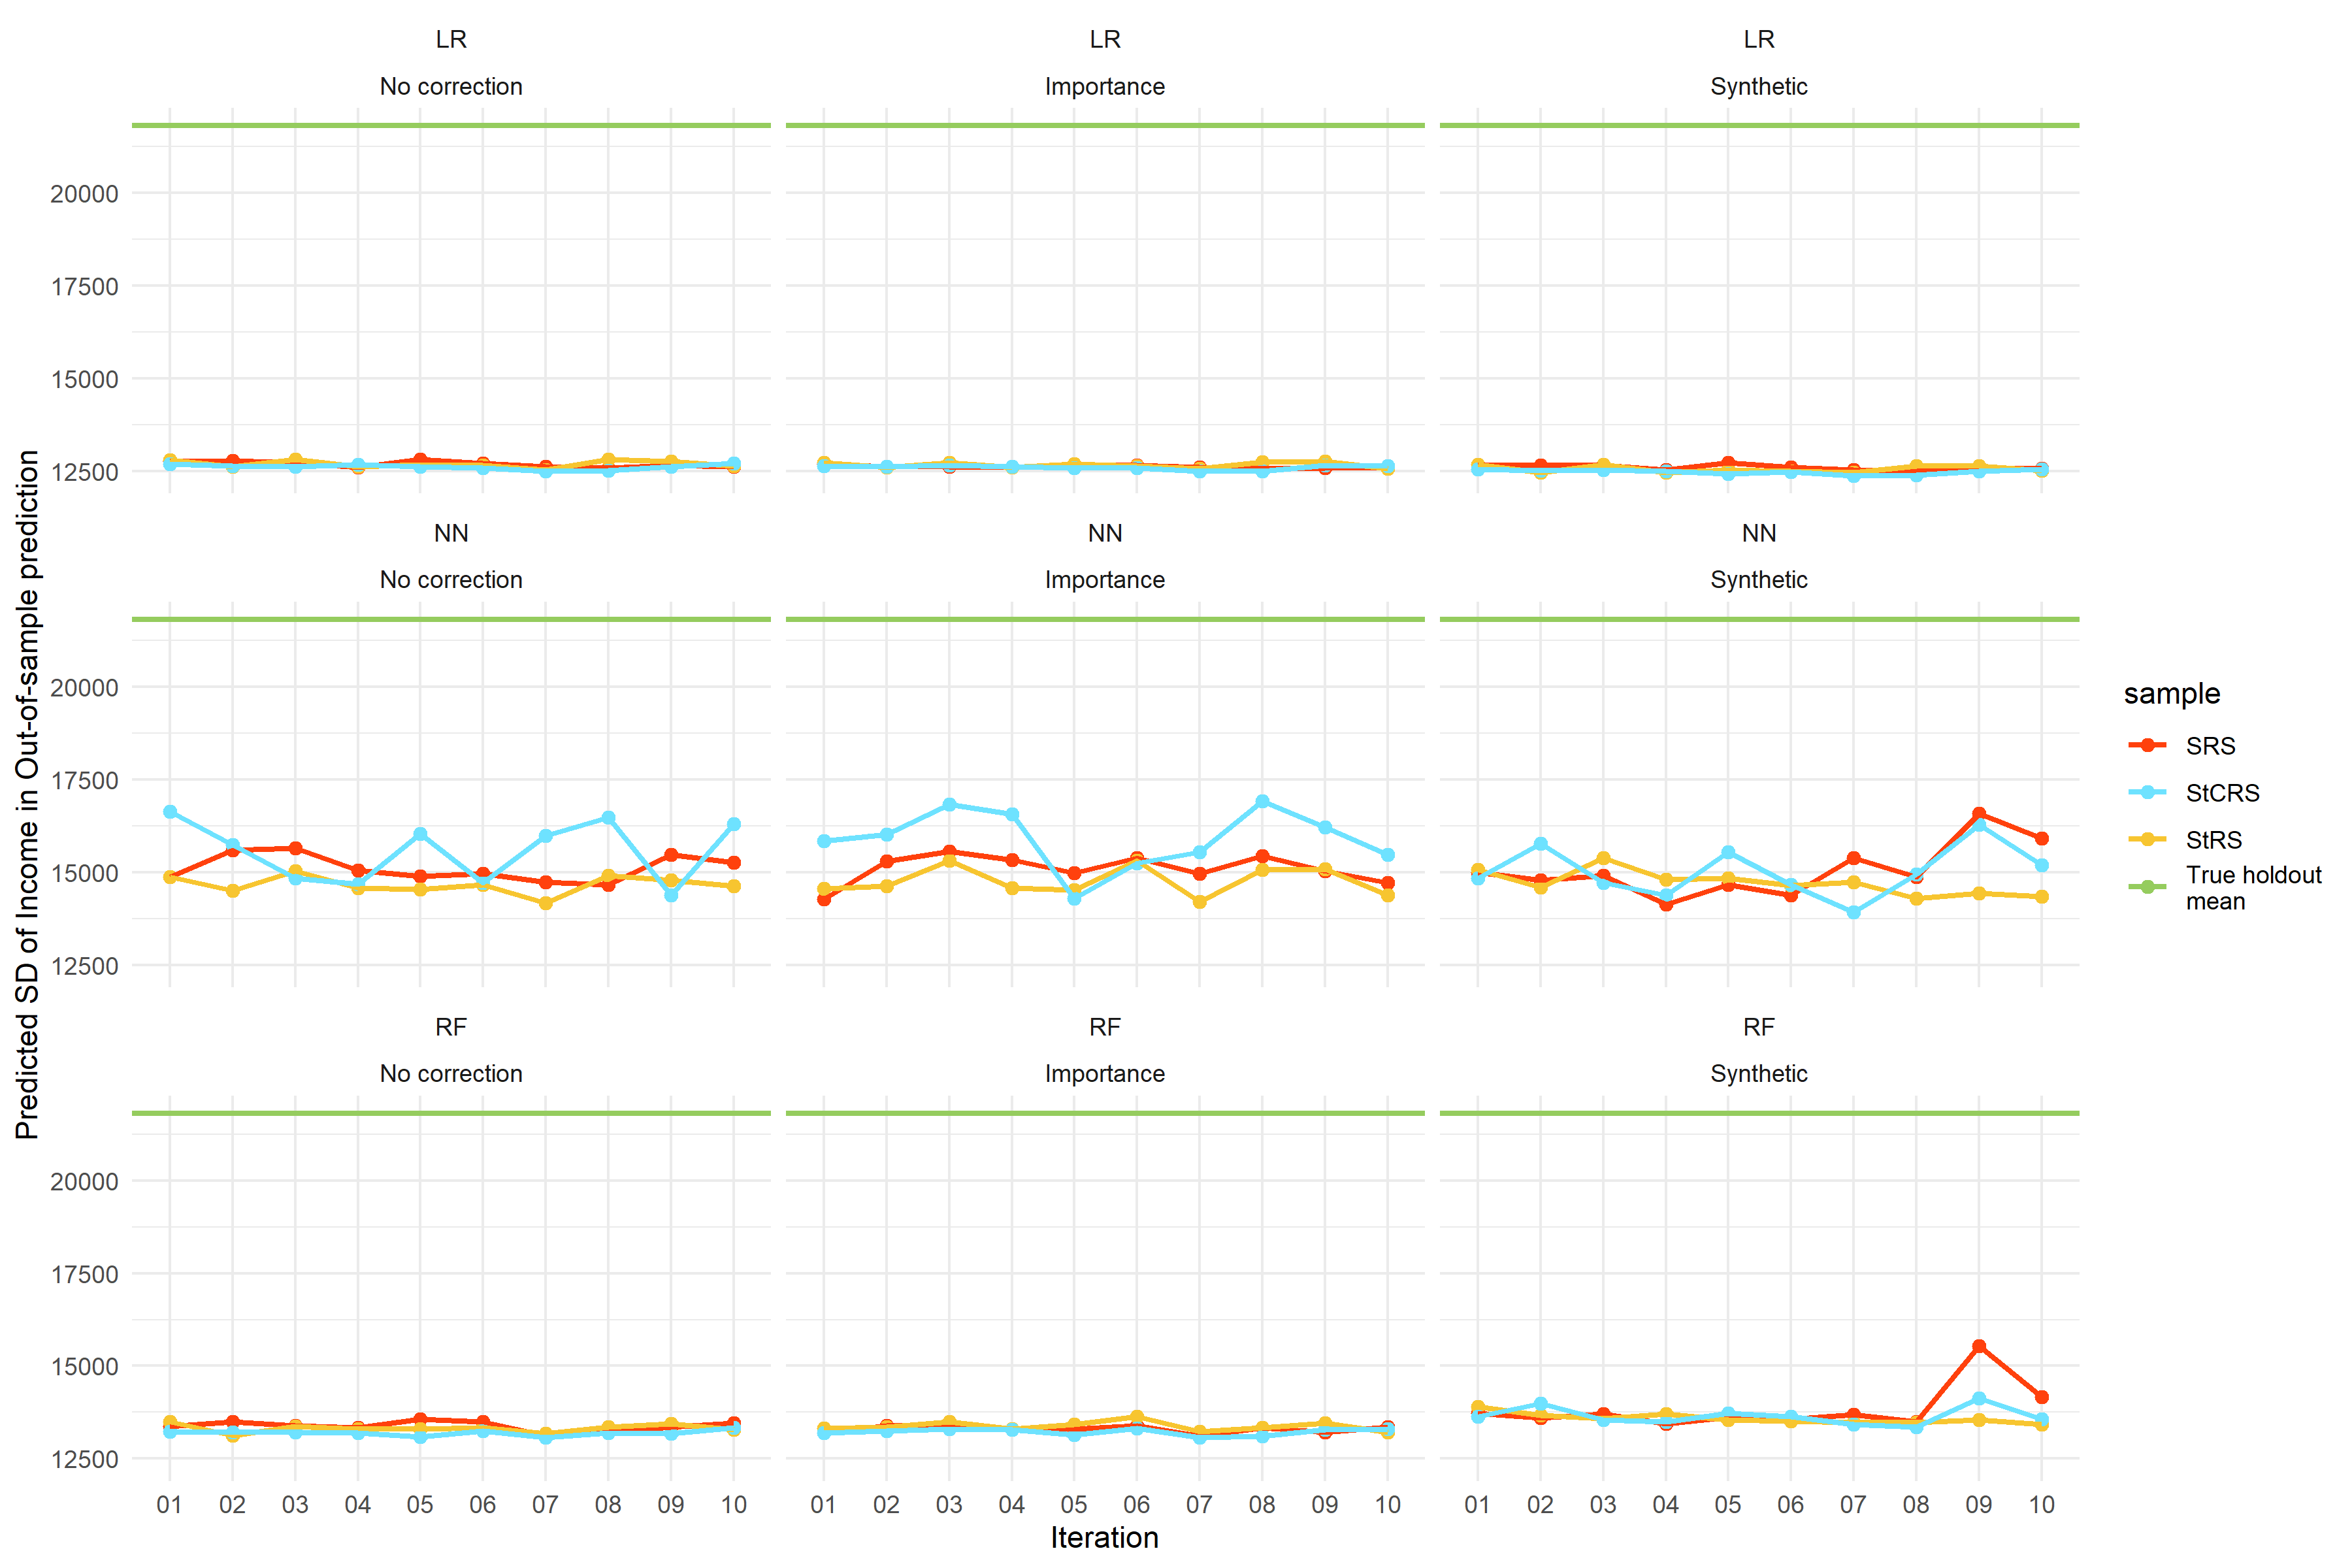 LR
LR
LR
No correction
Importance
Synthetic
20000
17500
15000
12500
NN
NN
NN
No correction
Importance
Synthetic
20000
17500
15000
12500
RF
RF
RF
No correction
Importance
Synthetic
20000
17500
15000
12500
01 02 03 04 05 06 07 08 09 10
01 02 03 04 05 06 07 08 09 10
01 02 03 04 05 06 07 08 09 10
Iteration
Predicted SD of Income in Out-of-sample prediction
sample
SRS
StCRS
StRS
True holdout
mean